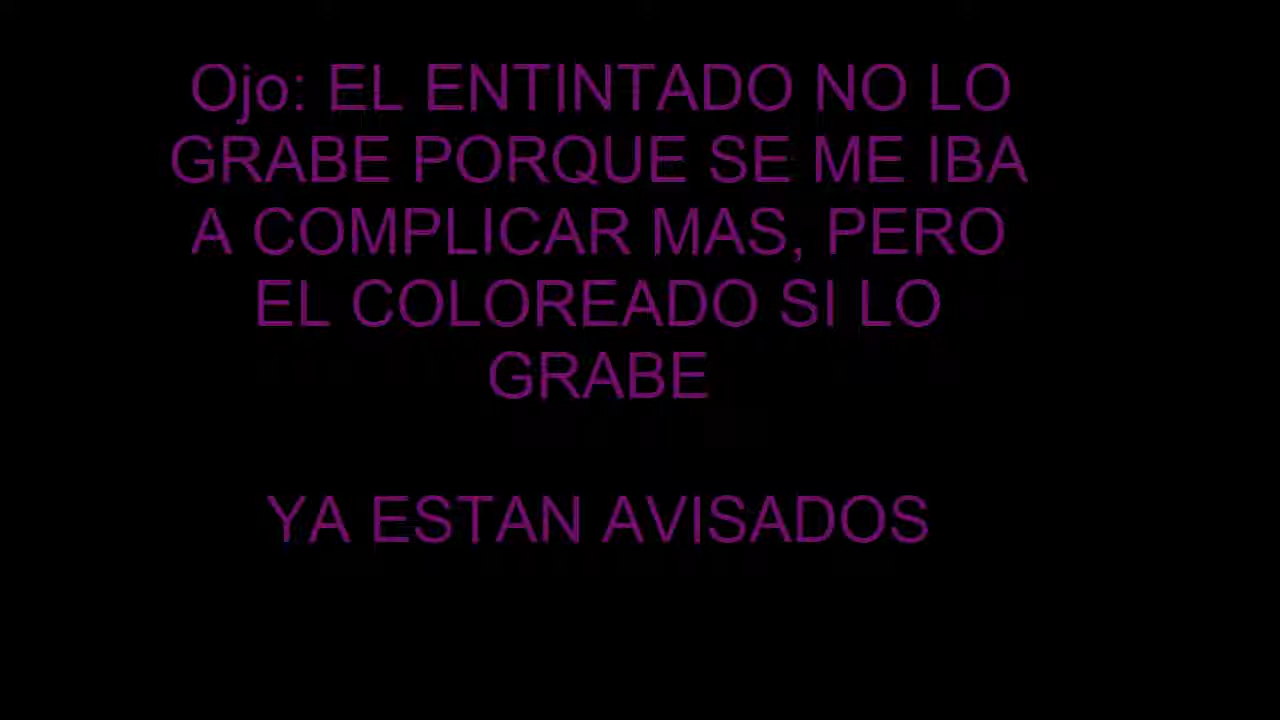 Ojo: EL ENTINTADO NO LO
GRABE PORQUE SE ME IBA
A COMPLICAR MAS, PERO
EL COLOREADO SI LO
GRABE
YA ESTAN AVISADOS